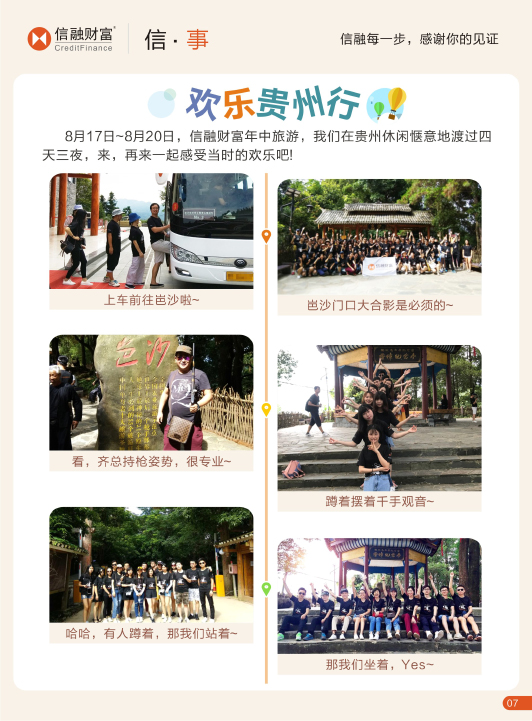 信融财富®
CreditFinance
信·事
信融每一步，感谢你的见证
欢乐贵州行
8月17日~8月20日，信融财富年中旅游，我们在贵州休闲惬意地渡过四
天三夜，来，再来一起感受当时的欢乐吧!
上车前往岜沙啦~
岜沙门口大合影是必须的~
岜沙
看，齐总持枪姿势，很专业~
蹲着摆着千手观音~
哈哈，有人蹲着，那我们站着~
那我们坐着，Yes~
07